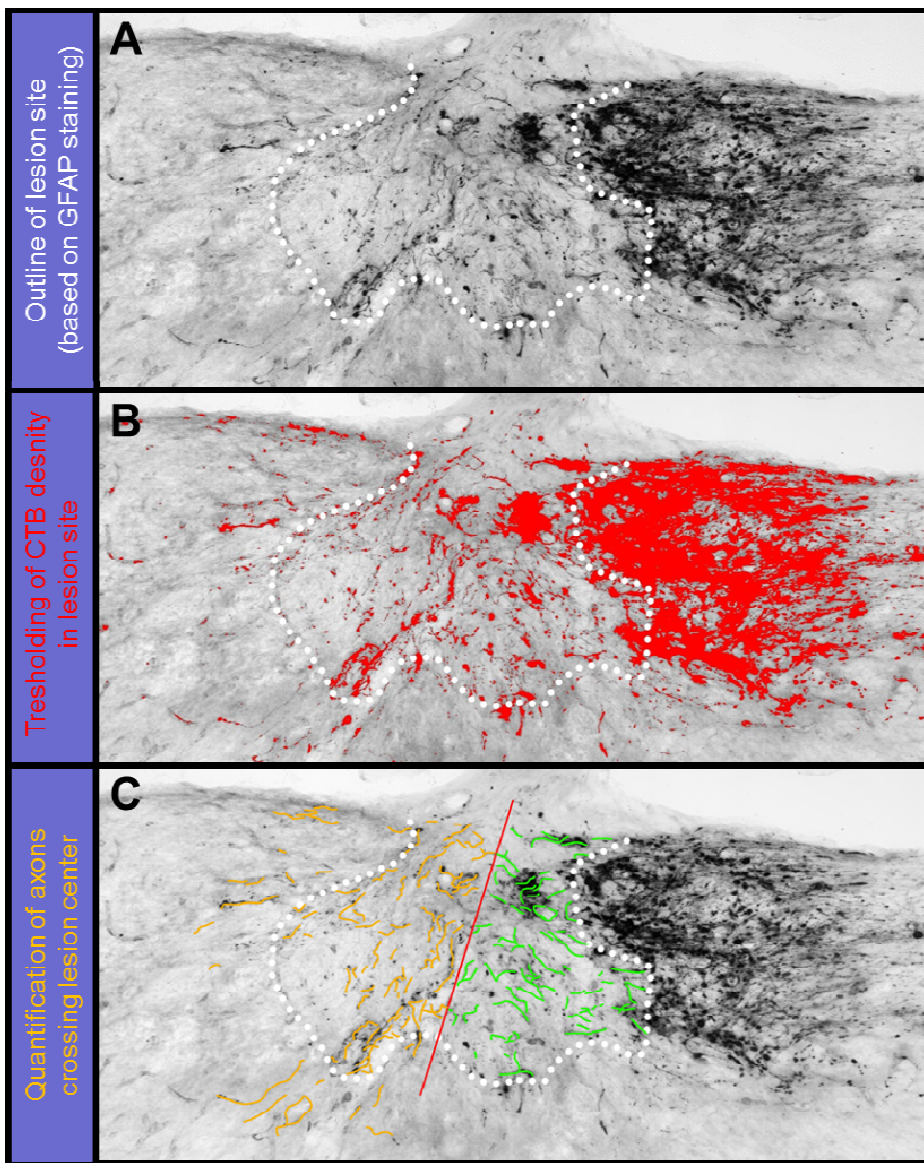 A
Outline of lesion site
(based on GFAP staining)
B
Tresholding of CTB desnity
in lesion site
C
Quantification of axons
crossing lesion center